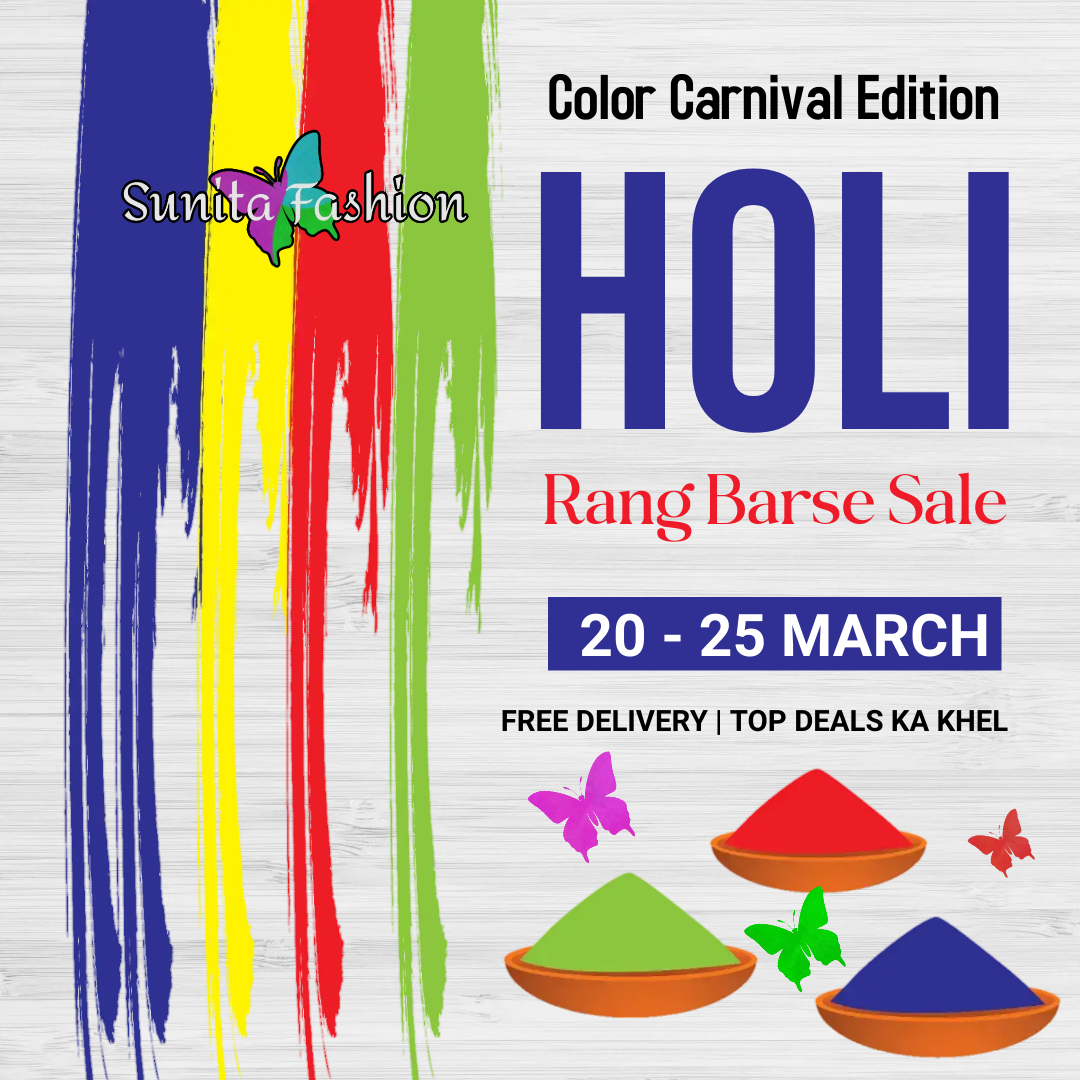 Color Carnival Edition
Sunita Fashion
HOLI
Rang Barse Sale
20 - 25 MARCH
FREE DELIVERY | TOP DEALS KA KHEL